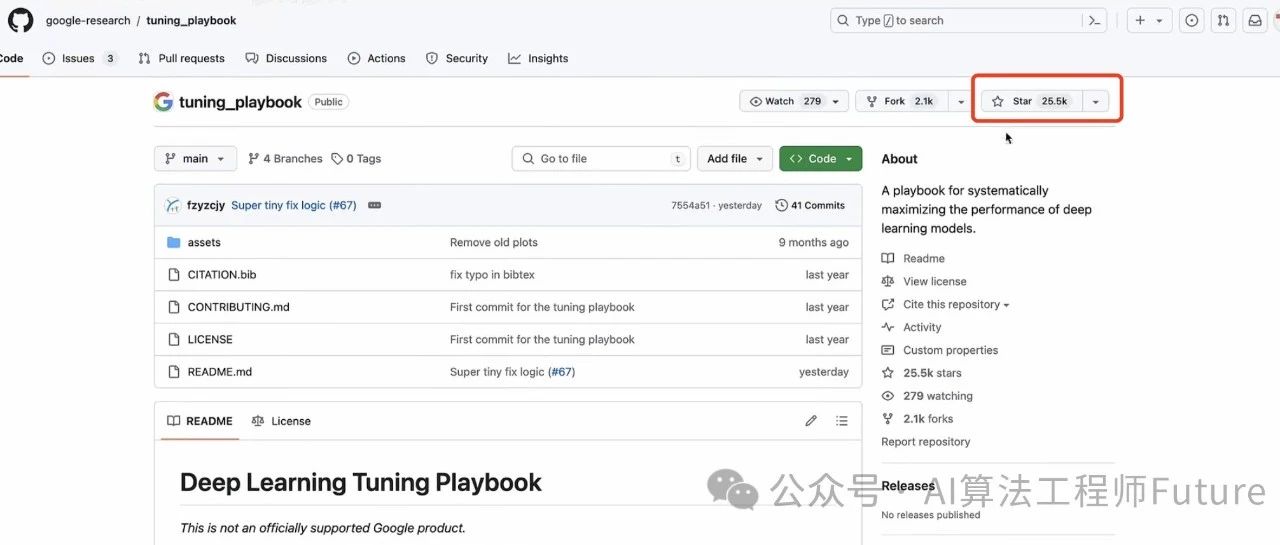 google-research / tuning_playbook
Type / to search
Code Issues 3 Pull requests Discussions Actions Security Insights
tuning_playbook Public
Watch 279 Fork 2.1k Star 25.5k
main 4 Branches 0 Tags Go to file t Add file Code
fzyzcjy Super tiny fix logic (#67) 7554a51 · yesterday 41 Commits
assets Remove old plots 9 months ago
CITATION.bib fix typo in bibtex last year
CONTRIBUTING.md First commit for the tuning playbook last year
LICENSE First commit for the tuning playbook last year
README.md Super tiny fix logic (#67) yesterday
README License
Deep Learning Tuning Playbook
This is not an officially supported Google product.
About
A playbook for systematically
maximizing the performance of deep
learning models.
Readme
View license
Cite this repository
Activity
Custom properties
25.5k stars
279 watching
2.1k forks
Report repository
Releases
No releases published
公众号 · AI算法工程师Future